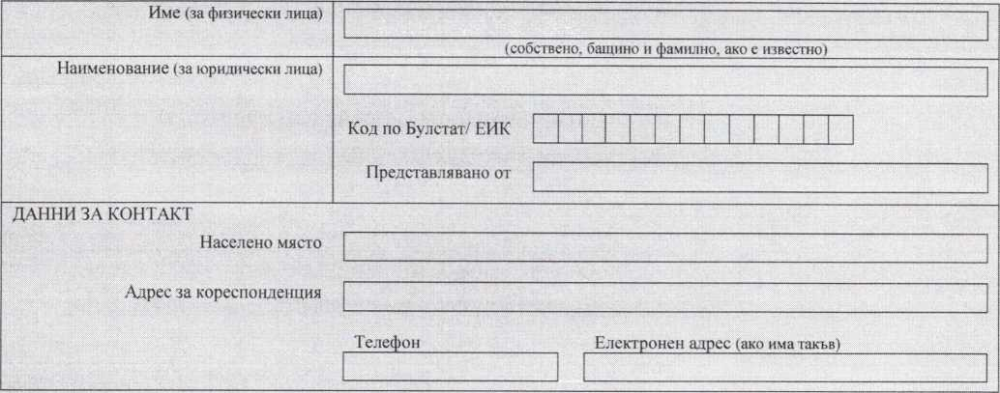 Име (за физически лица)
(собствено, бащино и фамилно, ако е известно)
Наименование (за юридически лица)
Код по Булстат/ ЕИК
Представлявано от
ДАННИ ЗА КОНТАКТ
Населено място
Адрес за кореспонденция
Телефон Електронен адрес (ако има такъв)